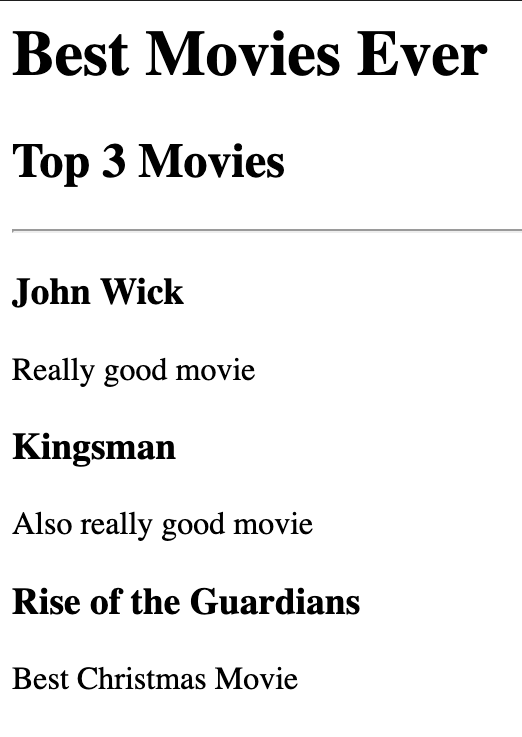 Best Movies Ever
Top 3 Movies
John Wick
Really good movie
Kingsman
Also really good movie
Rise of the Guardians
Best Christmas Movie